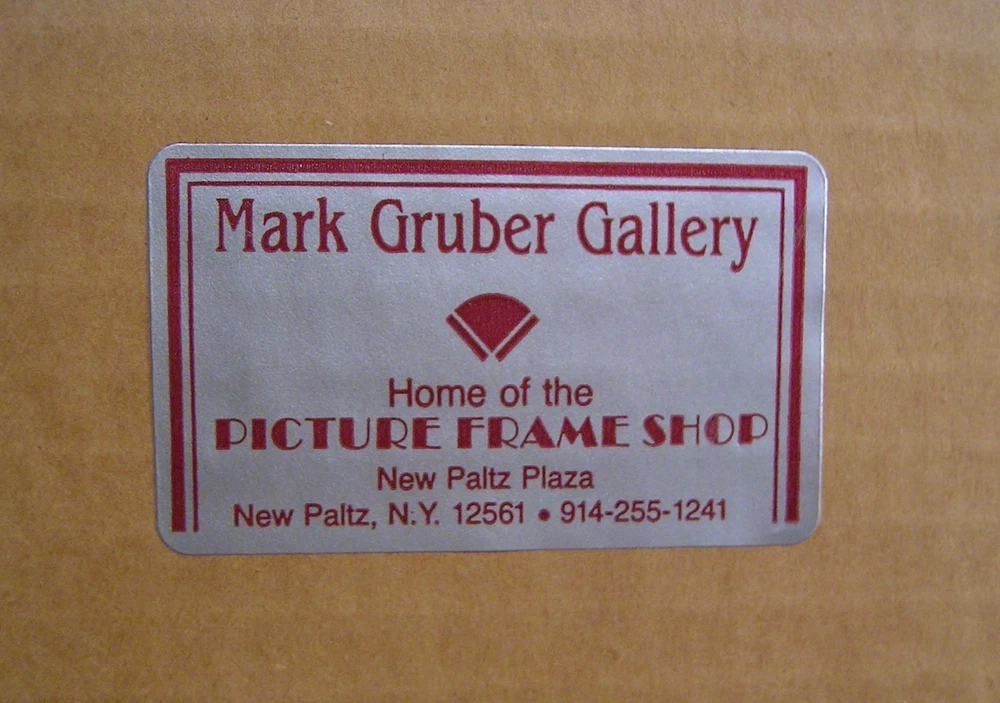 Mark Gruber Gallery
Home of the
PICTURE FRAME SHOP
New Paltz Plaza
New Paltz, N.Y. 12561 • 914-255-1241